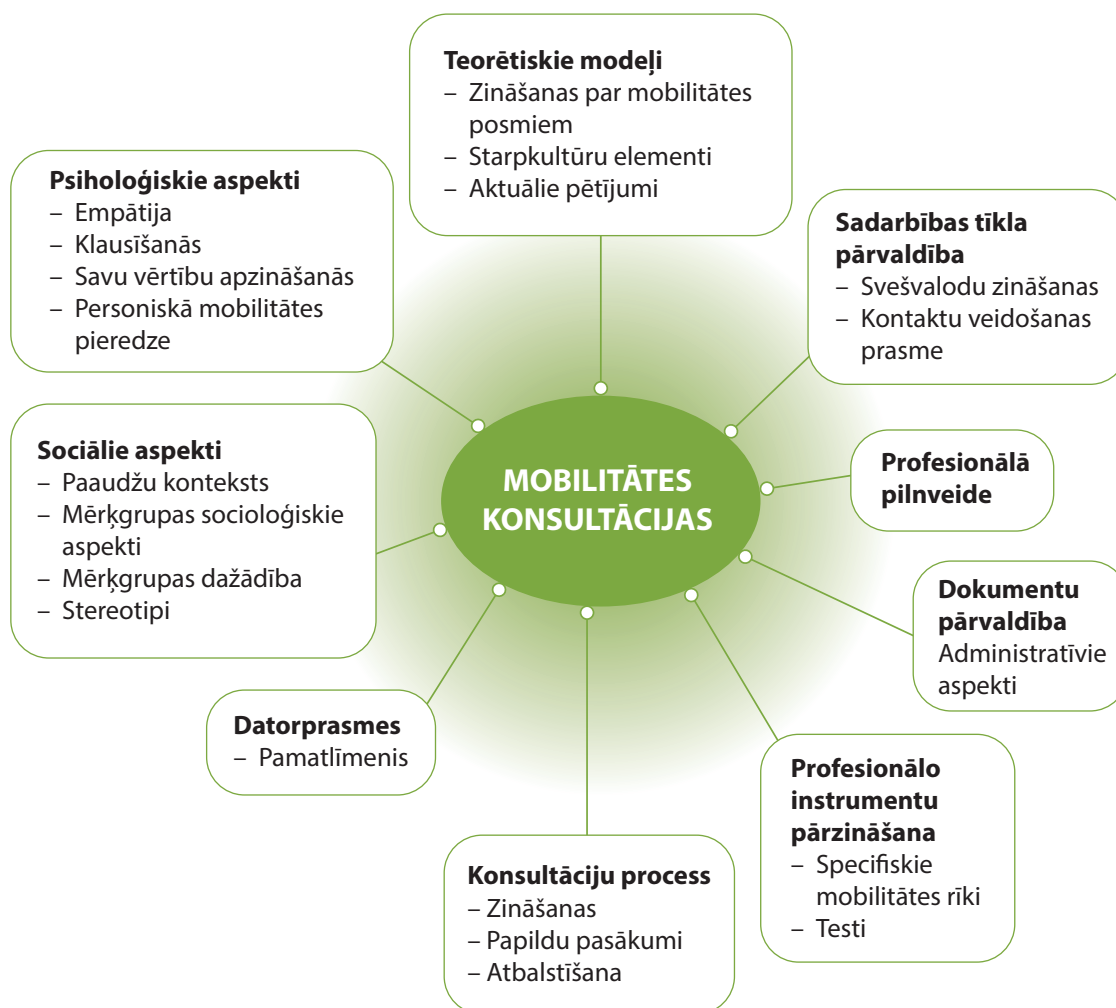 Teorētiskie modeļi
– Zināšanas par mobilitātes
posmiem
– Starpkultūru elementi
– Aktuālie pētījumi
Psiholoģiskie aspekti
– Empātija
– Klausīšanās
– Savu vērtību apzināšanās
– Personiskā mobilitātes
pieredze
Sadarbības tīkla
pārvaldība
– Svešvalodu zināšanas
– Kontaktu veidošanas
prasme
Sociālie aspekti
– Paaudžu konteksts
– Mērķgrupas socioloģiskie
aspekti
– Mērķgrupas dažādība
– Stereotipi
MOBILITĀTES
KONSULTĀCIJAS
Profesionālā
pilnveide
Dokumentu
pārvaldība
Administratīvie
aspekti
Datorprasmes
– Pamatlīmenis
Profesionālo
instrumentu
pārzināšana
– Specifiskie
mobilitātes rīki
– Testi
Konsultāciju process
– Zināšanas
– Papildu pasākumi
– Atbalstīšana